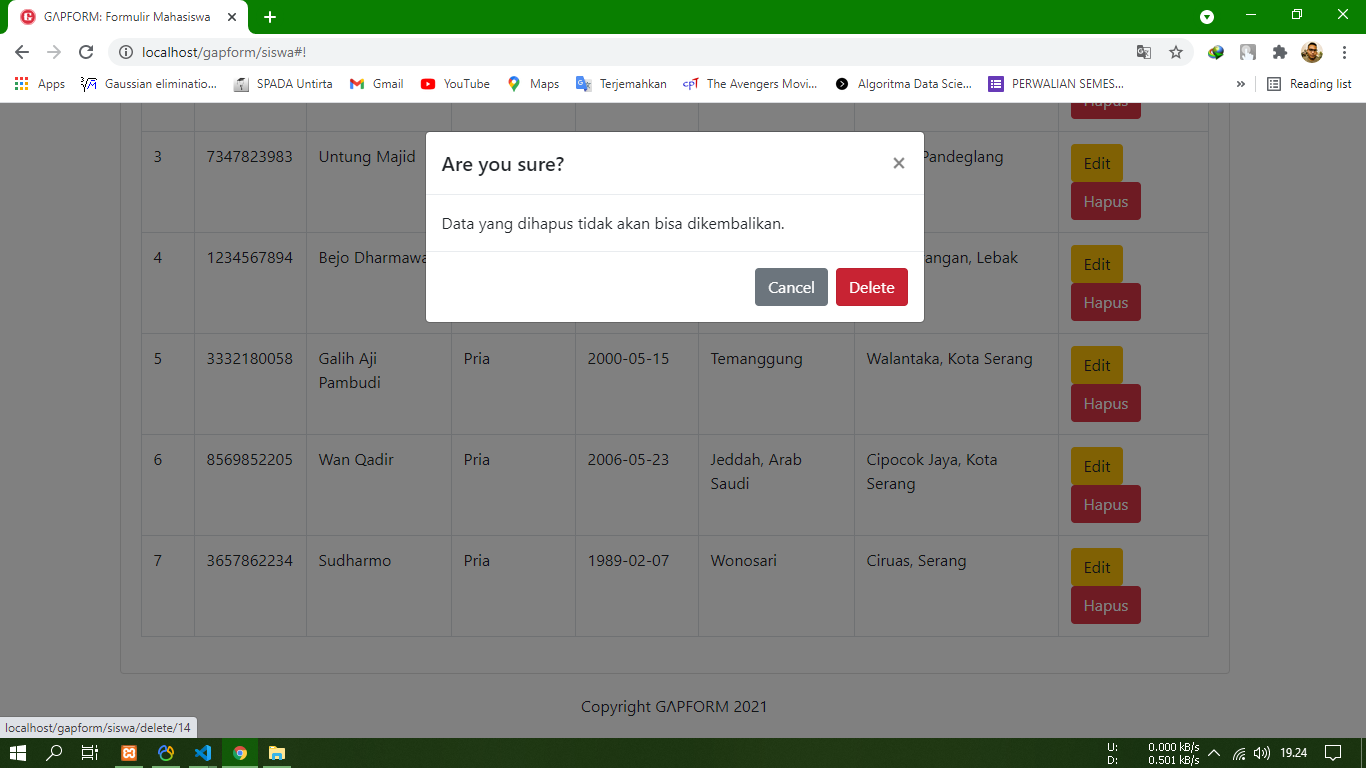 GΛPFORM: Formulir Mahasiswa
localhost/gapform/siswa#!
Apps Gaussian eliminatio... SPADA Untirta Gmail YouTube Maps Terjemahkan The Avengers Movi... Algoritma Data Scie... PERWALIAN SEMES... » Reading list
Hapus
Are you sure? ×
Data yang dihapus tidak akan bisa dikembalikan.
Cancel Delete
3 7347823983 Untung Majid Pandeglang Edit
Hapus
4 1234567894 Bejo Dharmawa angan, Lebak Edit
Hapus
5 3332180058 Galih Aji Pria 2000-05-15 Temanggung Walantaka, Kota Serang Edit
Pambudi Hapus
6 8569852205 Wan Qadir Pria 2006-05-23 Jeddah, Arab Cipocok Jaya, Kota Edit
Saudi Serang Hapus
7 3657862234 Sudharmo Pria 1989-02-07 Wonosari Ciruas, Serang Edit
Hapus
Copyright GΛPFORM 2021
localhost/gapform/siswa/delete/14
U: 0.000 kB/s
D: 0.501 kB/s
19.24